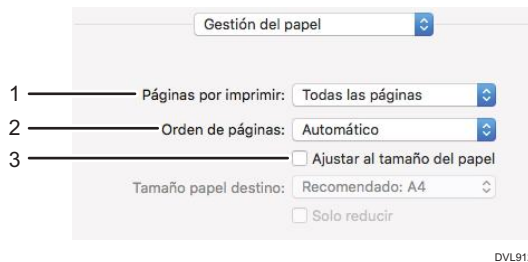 Gestión del papel
1 Páginas por imprimir: Todas las páginas
2 Orden de páginas: Automático
3 Ajustar al tamaño del papel
Tamaño papel destino: Recomendado: A4
Solo reducir
DVL91